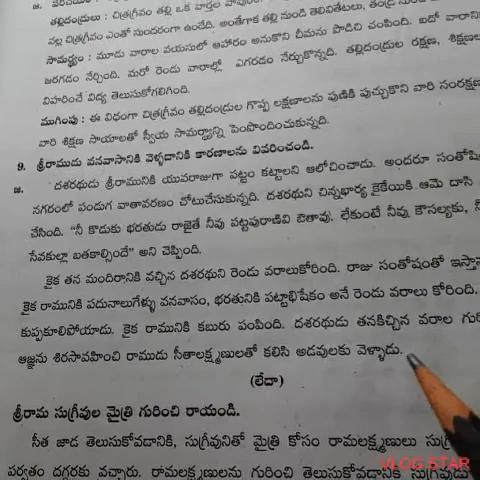 జ.
తల్లిదండ్రులు : చిత్రగ్రీవం తల్లి ఒక
నల్ల చిత్రగ్రీవం ఎంతో సుందరంగా ఉండేది. అంతేగాక తల్లి నుండి తెలివితేటలు, తండ్రి
సామర్థ్యం : మూడు వారాల వయసులో ఆహారం అనుకొని చీమను పొడిచి చంపింది. ఐదో వారానికి
జరగడం నేర్చింది. మరో రెండు వారాల్లో ఎగరడం నేర్చుకొన్నది. తల్లిదండ్రుల రక్షణ,
విహరించే విద్య తెలుసుకోగలిగింది.
ముగింపు : ఈ విధంగా చిత్రగ్రీవం తల్లిదండ్రుల గొప్ప లక్షణాలను పుణికి పుచ్చుకొని వారి సంరక్షణ
వారి శిక్షణ సాయాలతో స్వీయ సామర్థ్యాన్ని పెంపొందించుకున్నది.
9. శ్రీరాముడు వనవాసానికి వెళ్ళడానికి కారణాలను వివరించండి.
జ. దశరథుడు శ్రీరామునికి యువరాజుగా పట్టం కట్టాలని ఆలోచించాడు. అందరూ
నగరంలో పండుగ వాతావరణం చోటుచేసుకున్నది. దశరథుని చిన్నభార్య కైకేయికి ఆమె దాసి
చేసింది. "నీ కొడుకు భరతుడు రాజైతే నీవు పట్టపురాణివి ఔతావు. లేకుంటే నీవు కౌసల్యకు,
సేవకుల్లా బతకాల్సిందే" అని చెప్పింది.
కైక తన మందిరానికి వచ్చిన దశరథుని రెండు వరాలుకోరింది. రాజు సంతోషంతో
కైక రామునికి పదునాలుగేళ్ళు వనవాసం, భరతునికి పట్టాభిషేకం అనే రెండు వరాలు కోరింది.
కుప్పకూలిపోయాడు. కైక రామునికి కబురు పంపింది. దశరథుడు తనకిచ్చిన వరాల
ఆజ్ఞను శిరసావహించి రాముడు సీతాలక్ష్మణులతో కలిసి అడవులకు వెళ్ళాడు.
(లేదా)
శ్రీరామ సుగ్రీవుల మైత్రి గురించి రాయండి.
సీత జాడ తెలుసుకోవడానికి, సుగ్రీవునితో మైత్రి కోసం రామలక్ష్మణులు
పర్వతం దగ్గరకు వచ్చారు. రామలక్ష్మణులను గురించి తెలుసుకోవడానికి సుగ్రీవుడు
VLOG STAR